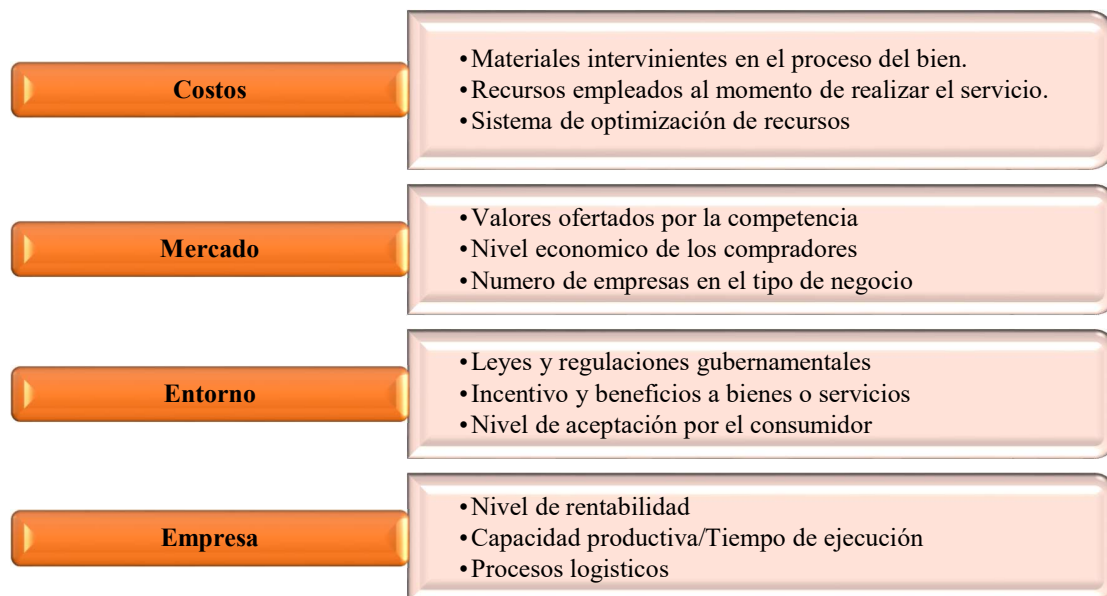 Costos
•Materiales intervinientes en el proceso del bien.
•Recursos empleados al momento de realizar el servicio.
•Sistema de optimización de recursos
Mercado
•Valores ofertados por la competencia
•Nivel economico de los compradores
•Numero de empresas en el tipo de negocio
Entorno
•Leyes y regulaciones gubernamentales
•Incentivo y beneficios a bienes o servicios
•Nivel de aceptación por el consumidor
Empresa
•Nivel de rentabilidad
•Capacidad productiva/Tiempo de ejecución
•Procesos logisticos